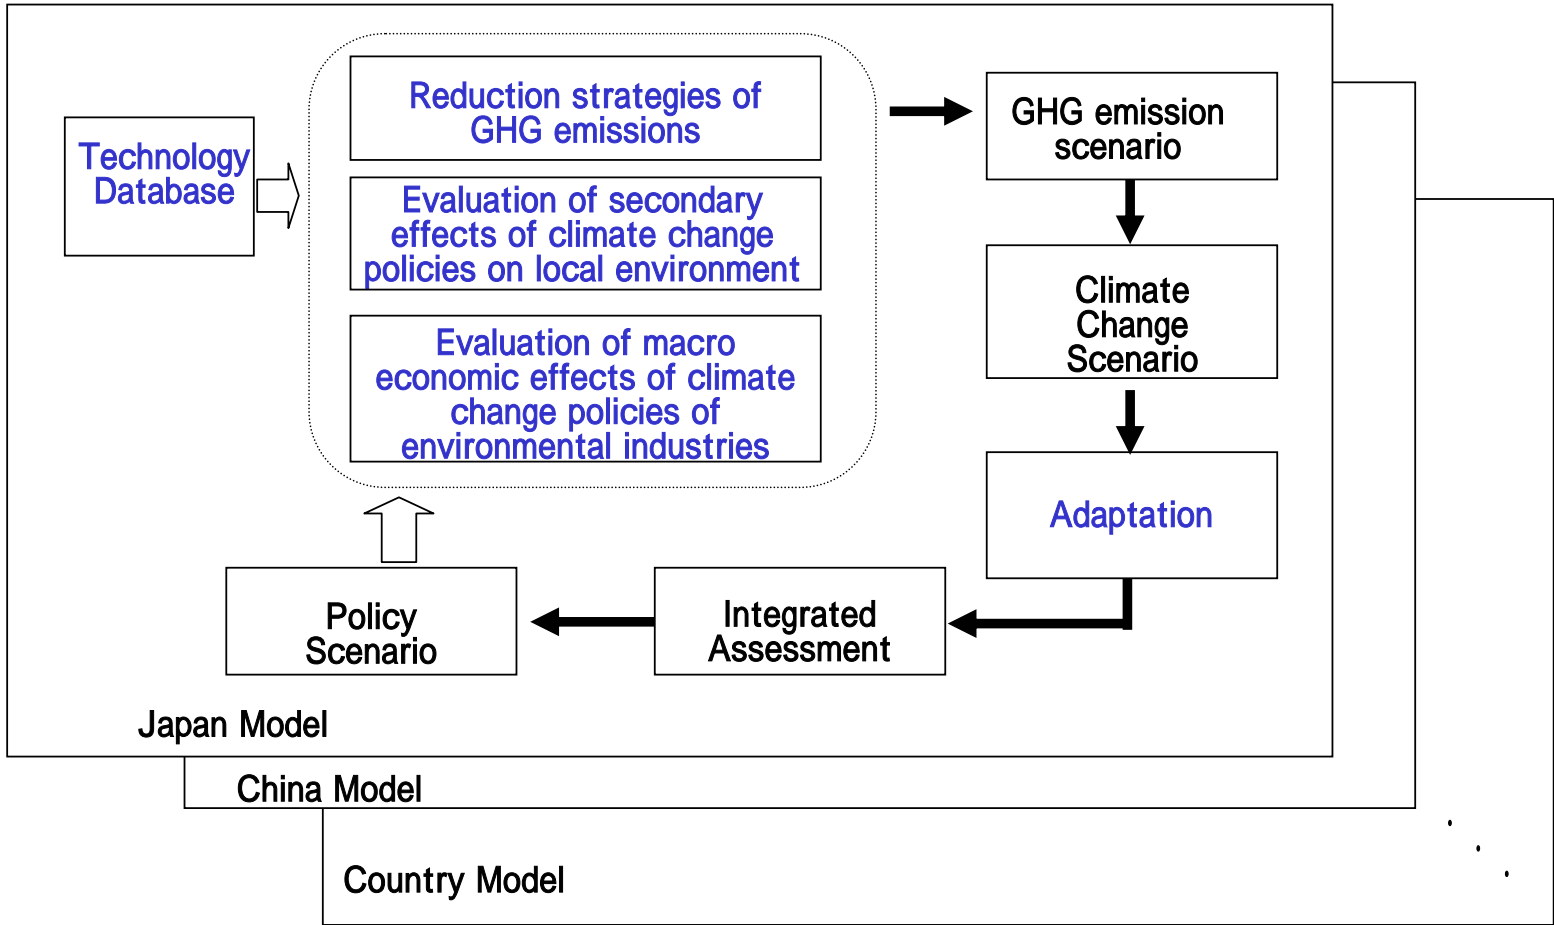 Technology
Database
Reduction strategies of
GHG emissions
Evaluation of secondary
effects of climate change
policies on local environment
Evaluation of macro
economic effects of climate
change policies of
environmental industries
GHG emission
scenario
Climate
Change
Scenario
Adaptation
Integrated
Assessment
Policy
Scenario
Japan Model
China Model
Country Model